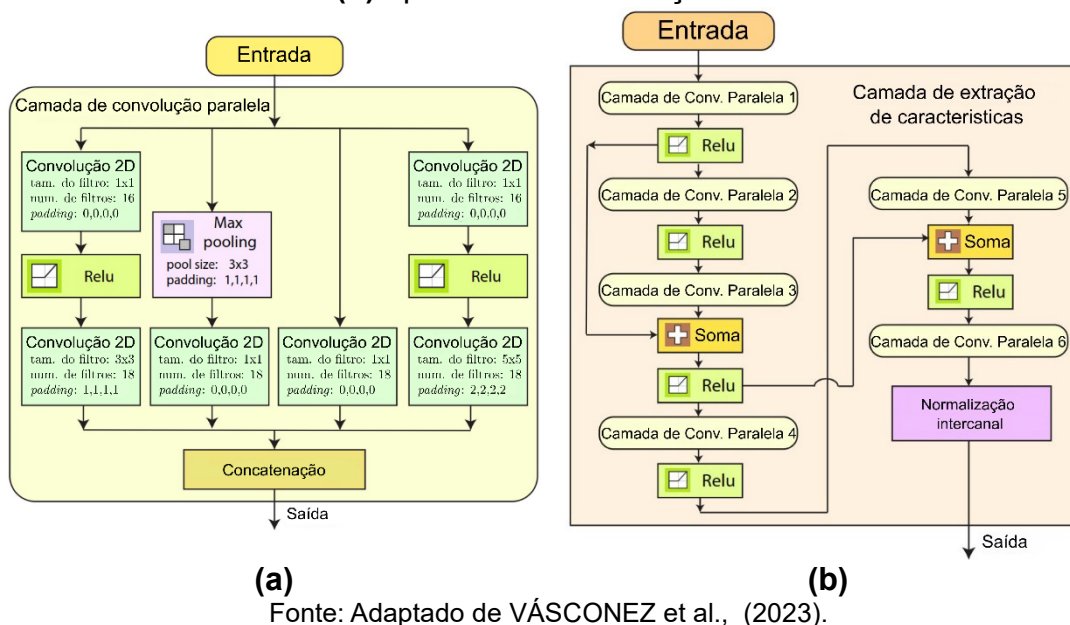 Entrada
Camada de convolução paralela
Convolução 2D
tam. do filtro: 1x1
num. de filtros: 16
padding: 0,0,0,0
Relu
Convolução 2D
tam. do filtro: 3x3
num. de filtros: 18
padding: 1,1,1,1
Max
pooling
pool size: 3x3
padding: 1,1,1,1
Convolução 2D
tam. do filtro: 1x1
num. de filtros: 18
padding: 0,0,0,0
Convolução 2D
tam. do filtro: 1x1
num. de filtros: 18
padding: 0,0,0,0
Convolução 2D
tam. do filtro: 1x1
num. de filtros: 16
padding: 0,0,0,0
Relu
Convolução 2D
tam. do filtro: 5x5
num. de filtros: 18
padding: 2,2,2,2
Concatenação
Saída
(a)
Entrada
Camada de extração
de caracteristicas
Camada de Conv. Paralela 1
Relu
Camada de Conv. Paralela 2
Relu
Camada de Conv. Paralela 3
Soma
Relu
Camada de Conv. Paralela 4
Relu
Camada de Conv. Paralela 5
Soma
Relu
Camada de Conv. Paralela 6
Normalização
intercanal
Saída
(b)
Fonte: Adaptado de VÁSCONEZ et al., (2023).